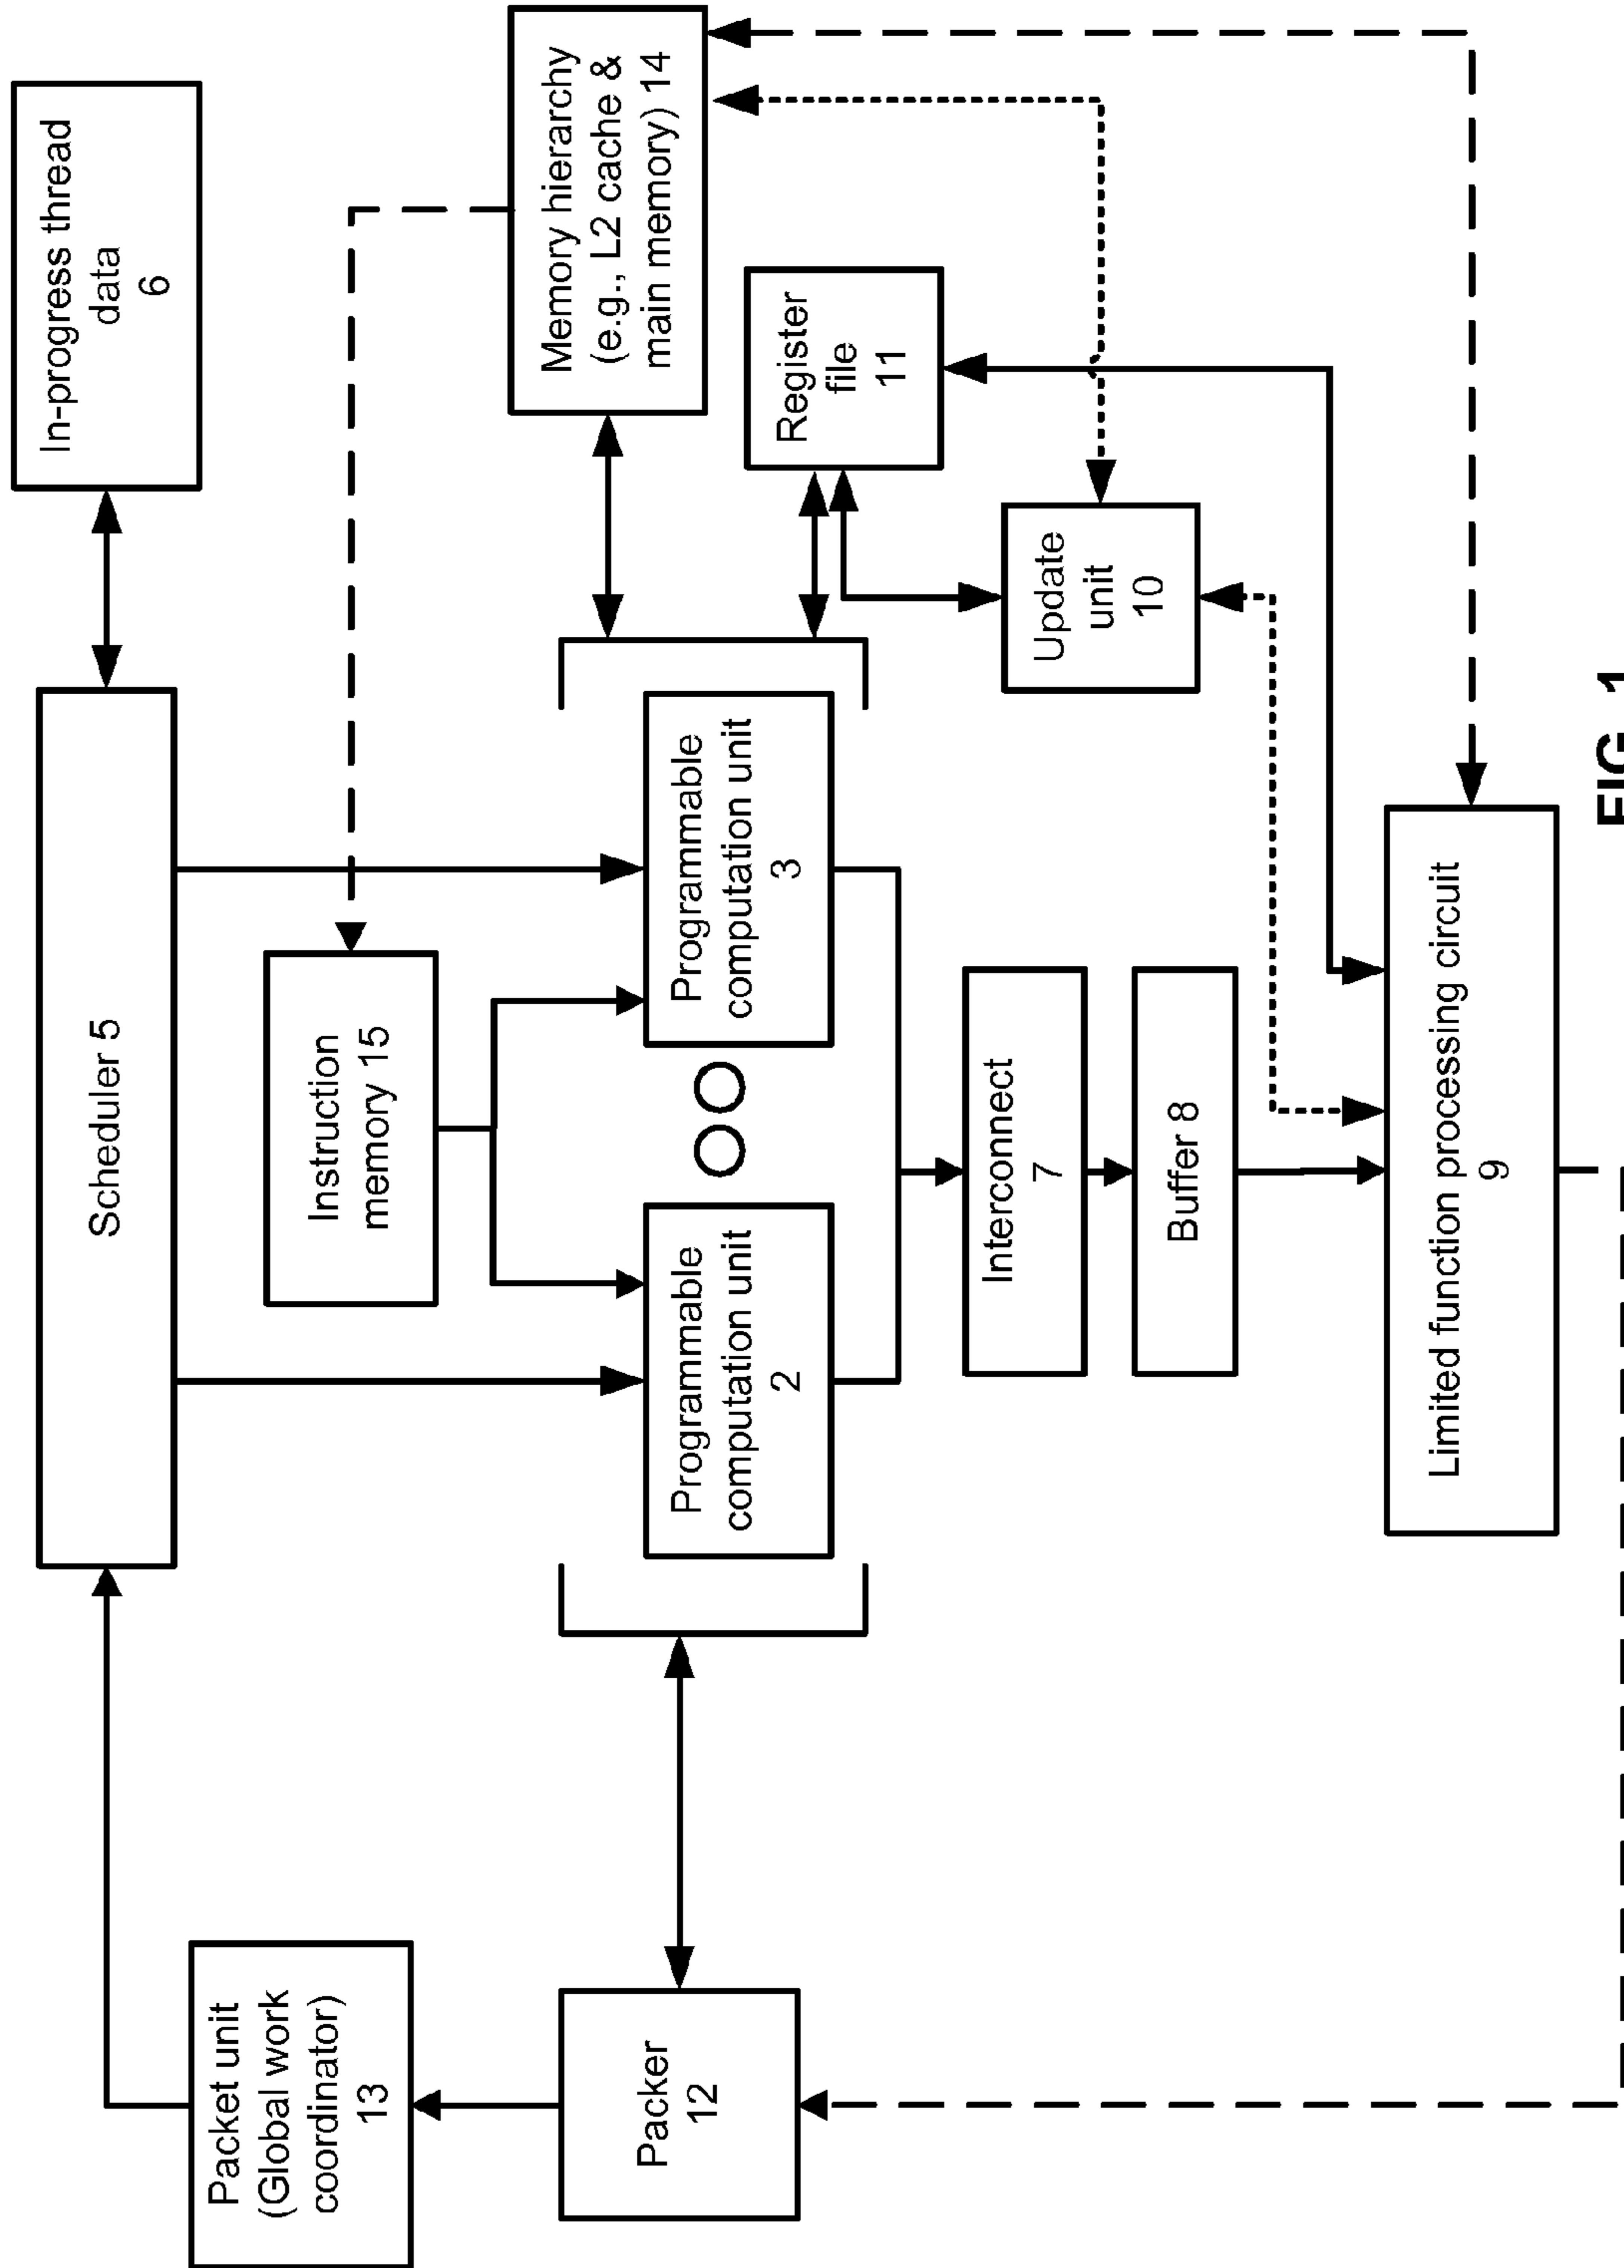 Packet unit
(Global work
coordinator)
13
Scheduler 5
In-progress thread
data
6
Instruction
memory 15
Memory hierarchy
(e.g., L2 cache &
main memory) 14
Packer
12
Programmable
computation unit
2
Programmable
computation unit
3
Register
file
11
Update
unit
10
Interconnect
7
Buffer 8
Limited function processing circuit
9
FIG. 1